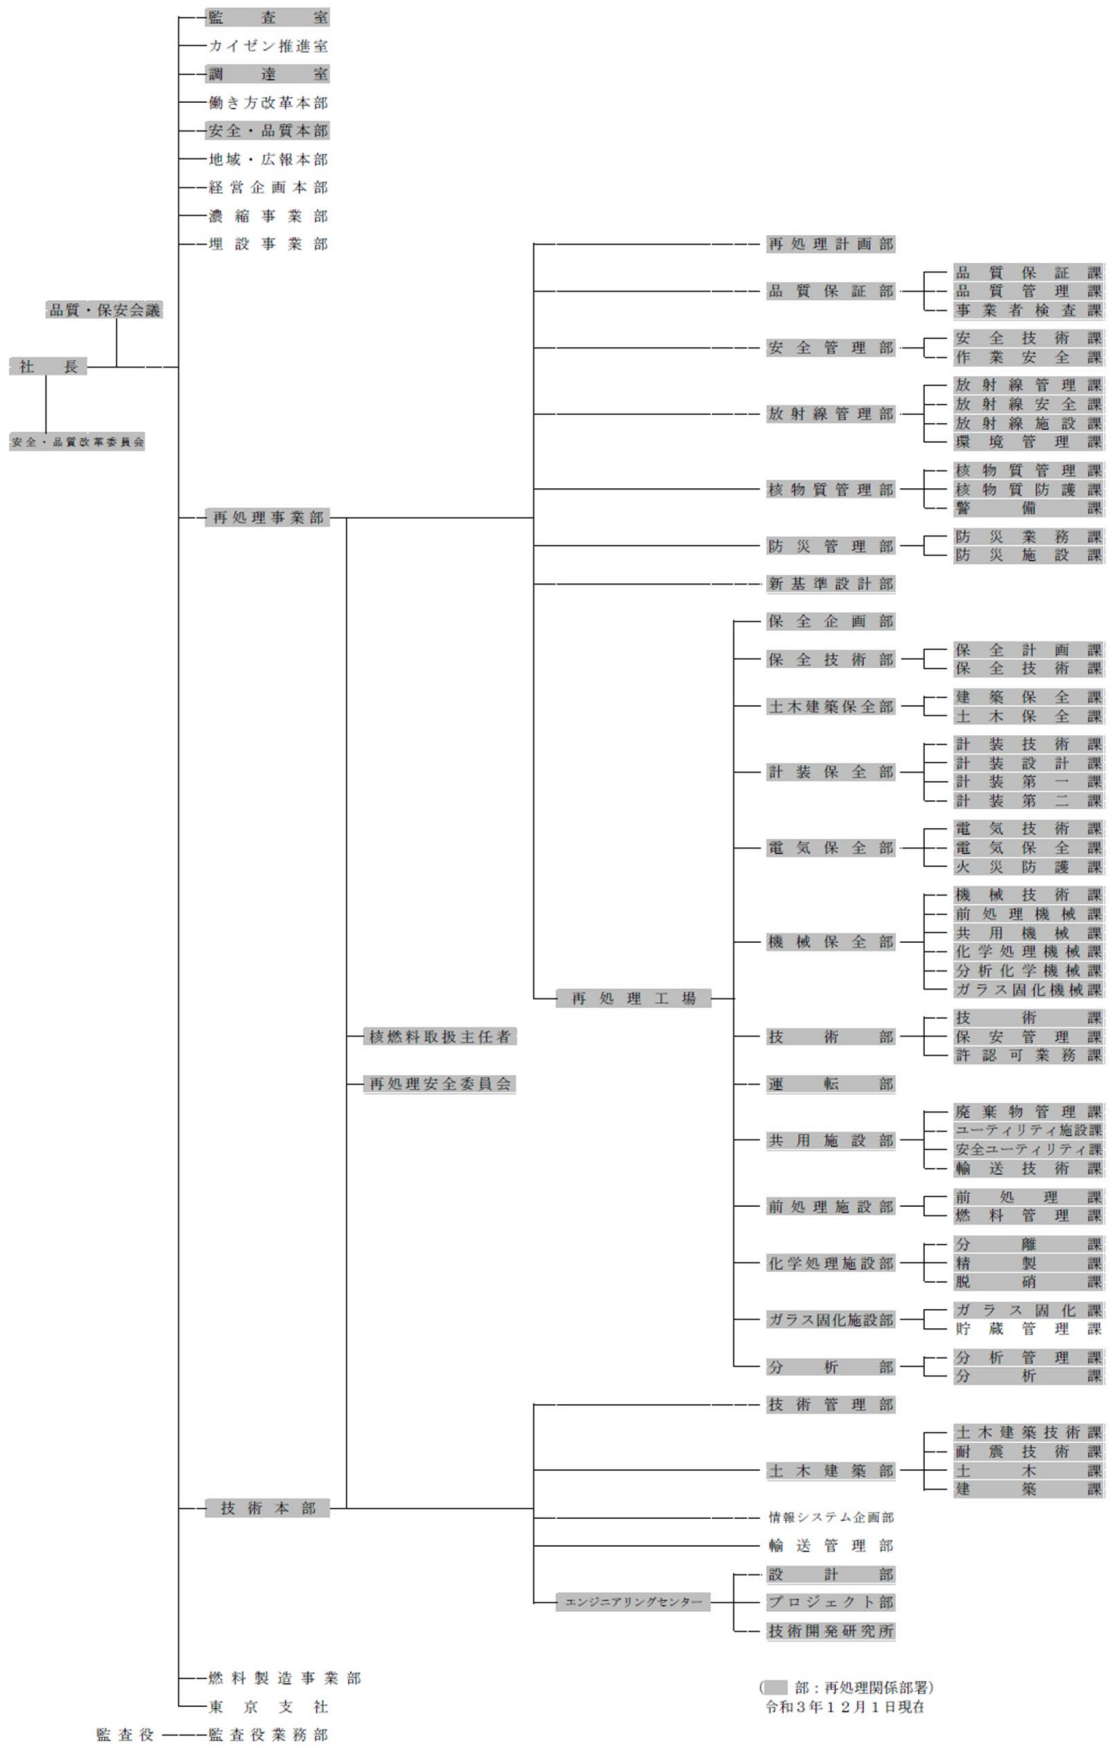 監査室
カイゼン推進室
調達室
働き方改革本部
安全・品質本部
地域・広報本部
経営企画本部
濃縮事業部
埋設事業部
品質・保安会議
社長
安全・品質改革委員会
再処理事業部
再処理計画部
品質保証部
品質保証課
品質管理課
事業者検査課
安全管理部
安全技術課
作業安全課
放射線管理部
放射線管理課
放射線安全課
放射線施設課
環境管理課
核物質管理部
核物質管理課
核物質防護課
警備課
防災管理部
防災業務課
防災施設課
新基準設計部
再処理工場
保全企画部
保全技術部
保全計画課
保全技術課
土木建築保全部
建築保全課
土木保全課
計装保全部
計装技術課
計装設計課
計装第一課
計装第二課
電気保全部
電気技術課
電気保全課
火災防護課
機械保全部
機械技術課
前処理機械課
共用機械課
化学処理機械課
分析化学機械課
ガラス固化機械課
技術部
技術課
保安管理課
許認可業務課
運転部
共用施設部
廃棄物管理課
ユーティリティ施設課
安全ユーティリティ課
輸送技術課
前処理施設部
前処理課
燃料管理課
化学処理施設部
分離課
精製課
脱硝課
ガラス固化施設部
ガラス固化課
貯蔵管理課
分析部
分析管理課
分析課
核燃料取扱主任者
再処理安全委員会
技術本部
技術管理部
土木建築部
土木建築技術課
耐震技術課
土木課
建築課
情報システム企画部
輸送管理部
エンジニアリングセンター
設計部
プロジェクト部
技術開発研究所
燃料製造事業部
東京支社
監査役
監査役業務部
( 部：再処理関係部署)
令和３年１２月１日現在